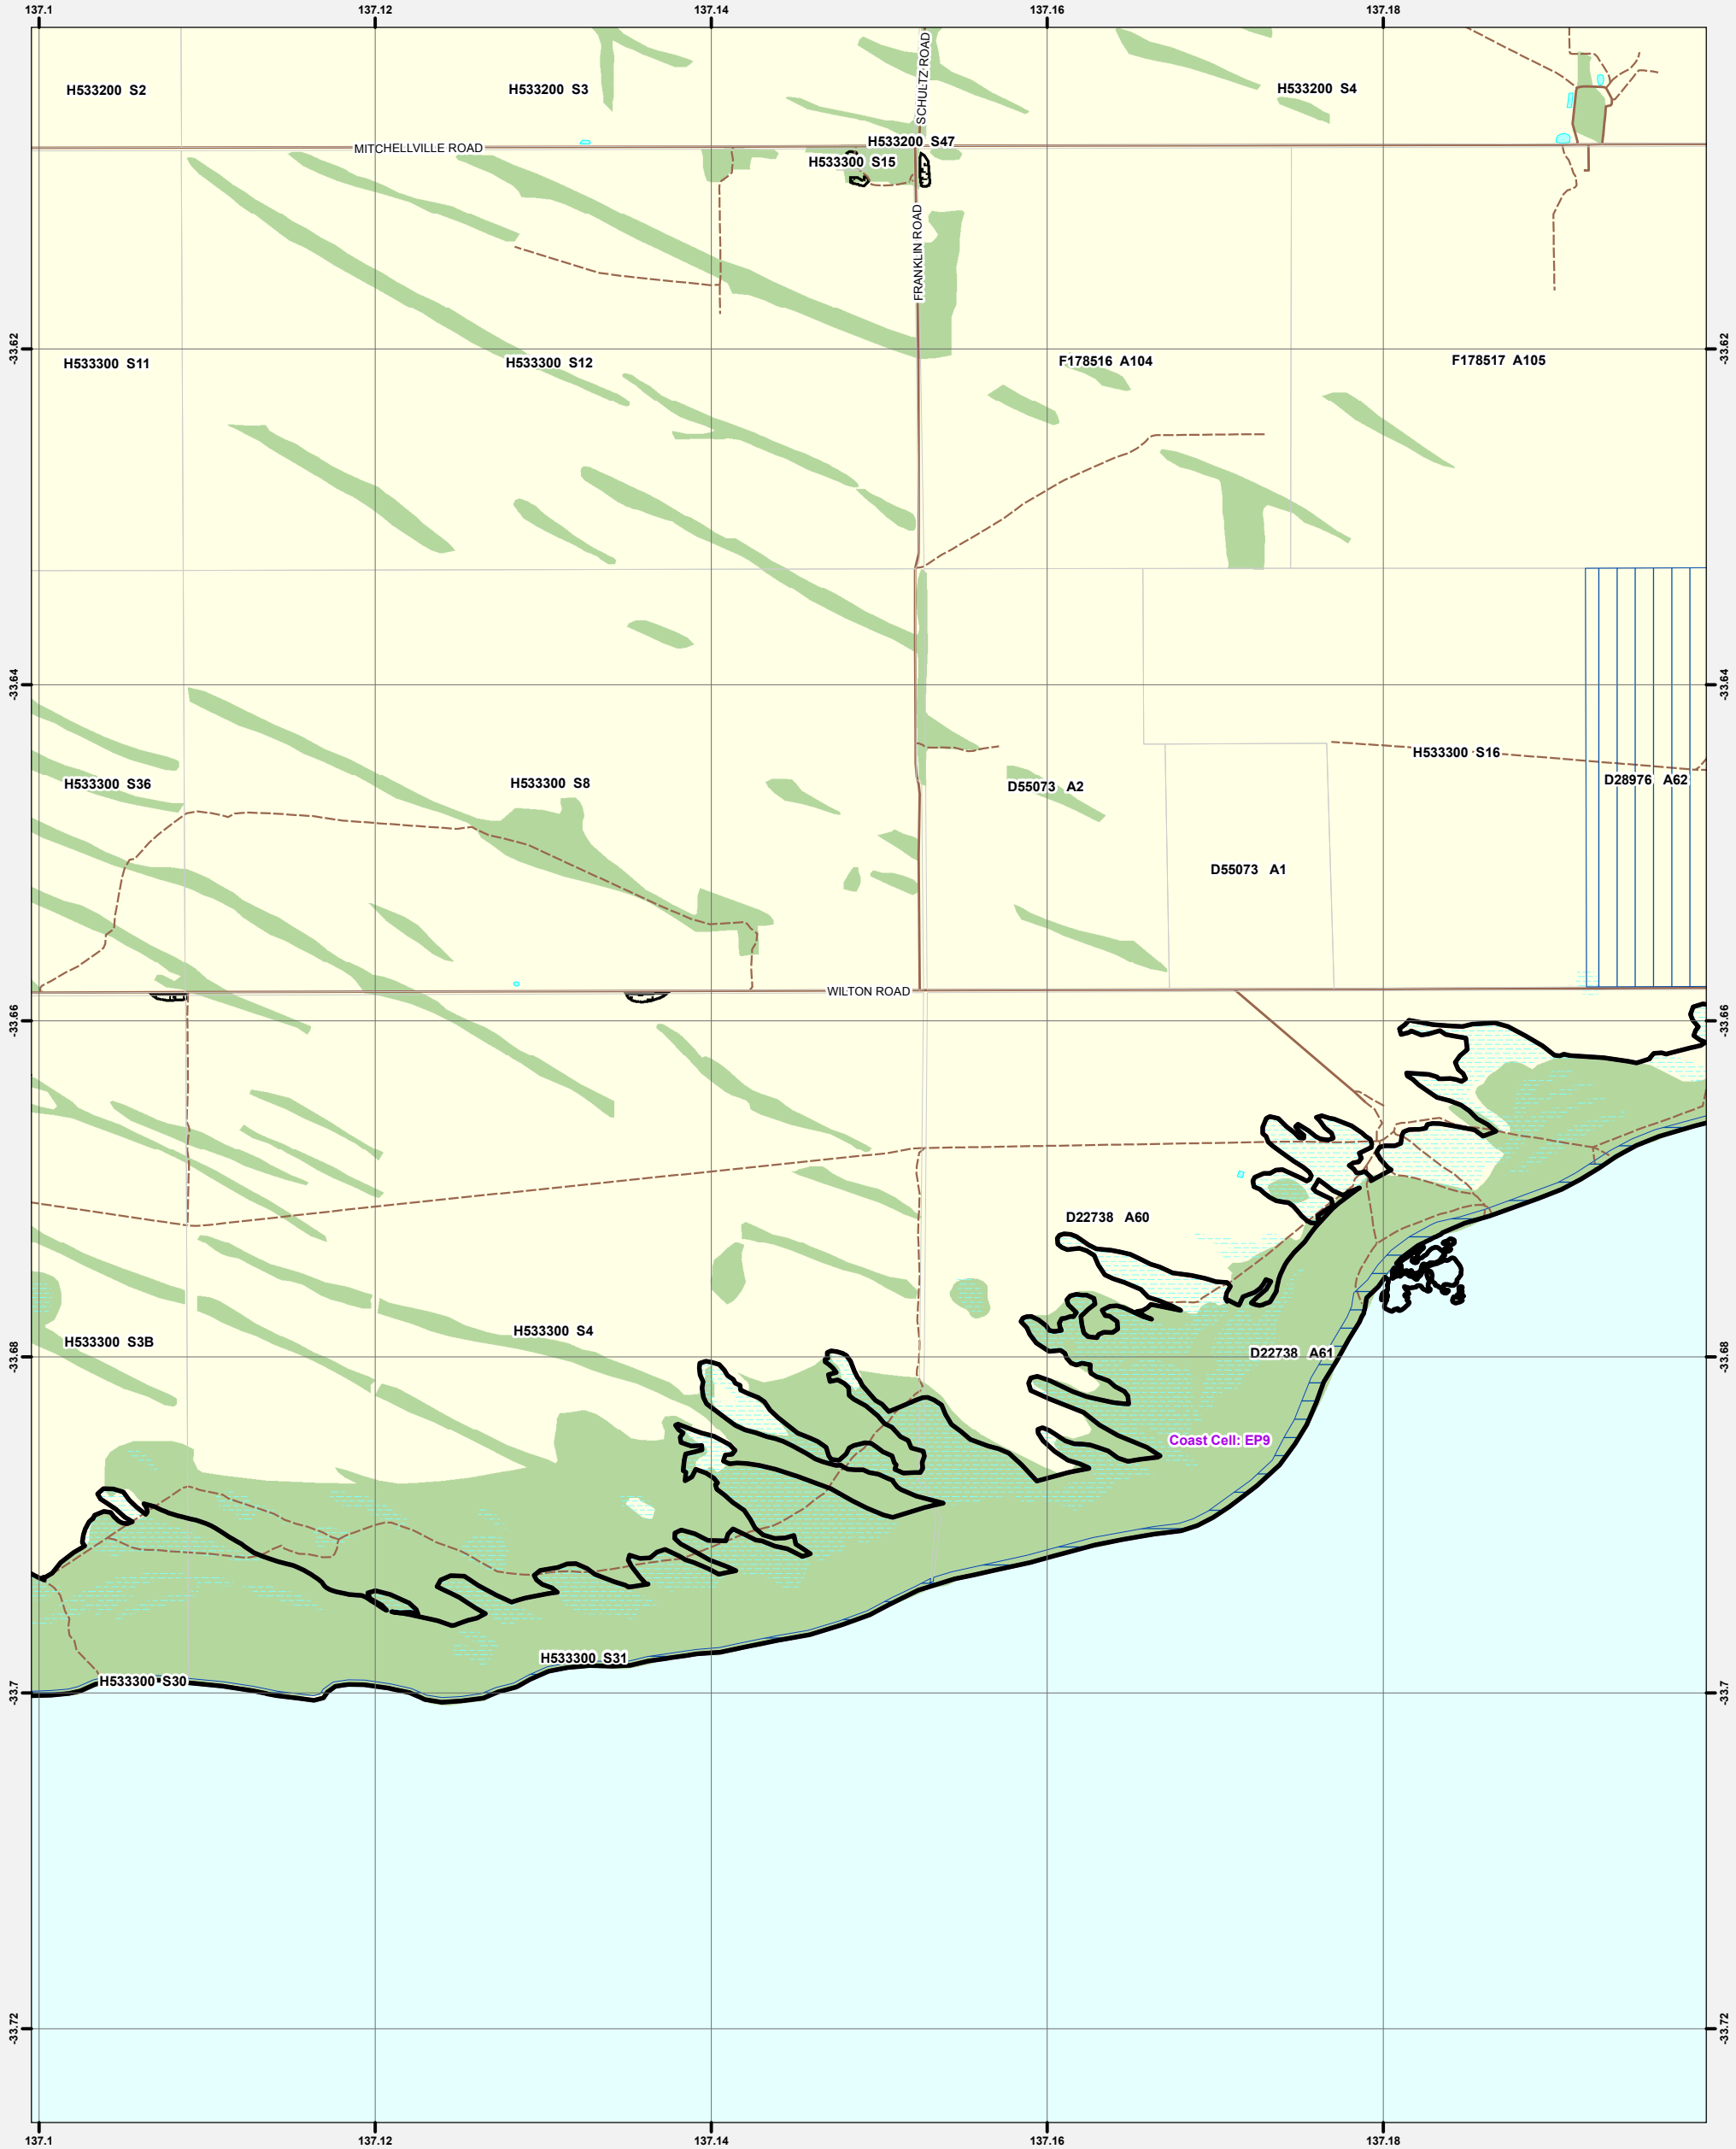 137.1 137.12 137.14 137.16 137.18
SCHULTZ ROAD
H533200 S2 H533200 S3 H533200 S4
H533200 S47
MITCHELLVILLE ROAD
H533300 S15
FRANKLIN ROAD
-33.62 -33.62
H533300 S11 H533300 S12 F178516 A104 F178517 A105
-33.64 -33.64
H533300 S16
H533300 S36 H533300 S8 D55073 A2 D28976 A62
D55073 A1
WILTON ROAD
-33.66 -33.66
D22738 A60
H533300 S3B H533300 S4
-33.68 D22738 A61 -33.68
Coast Cell: EP9
H533300 S31
H533300 S30
-33.7 -33.7
-33.72 -33.72
137.1 137.12 137.14 137.16 137.18